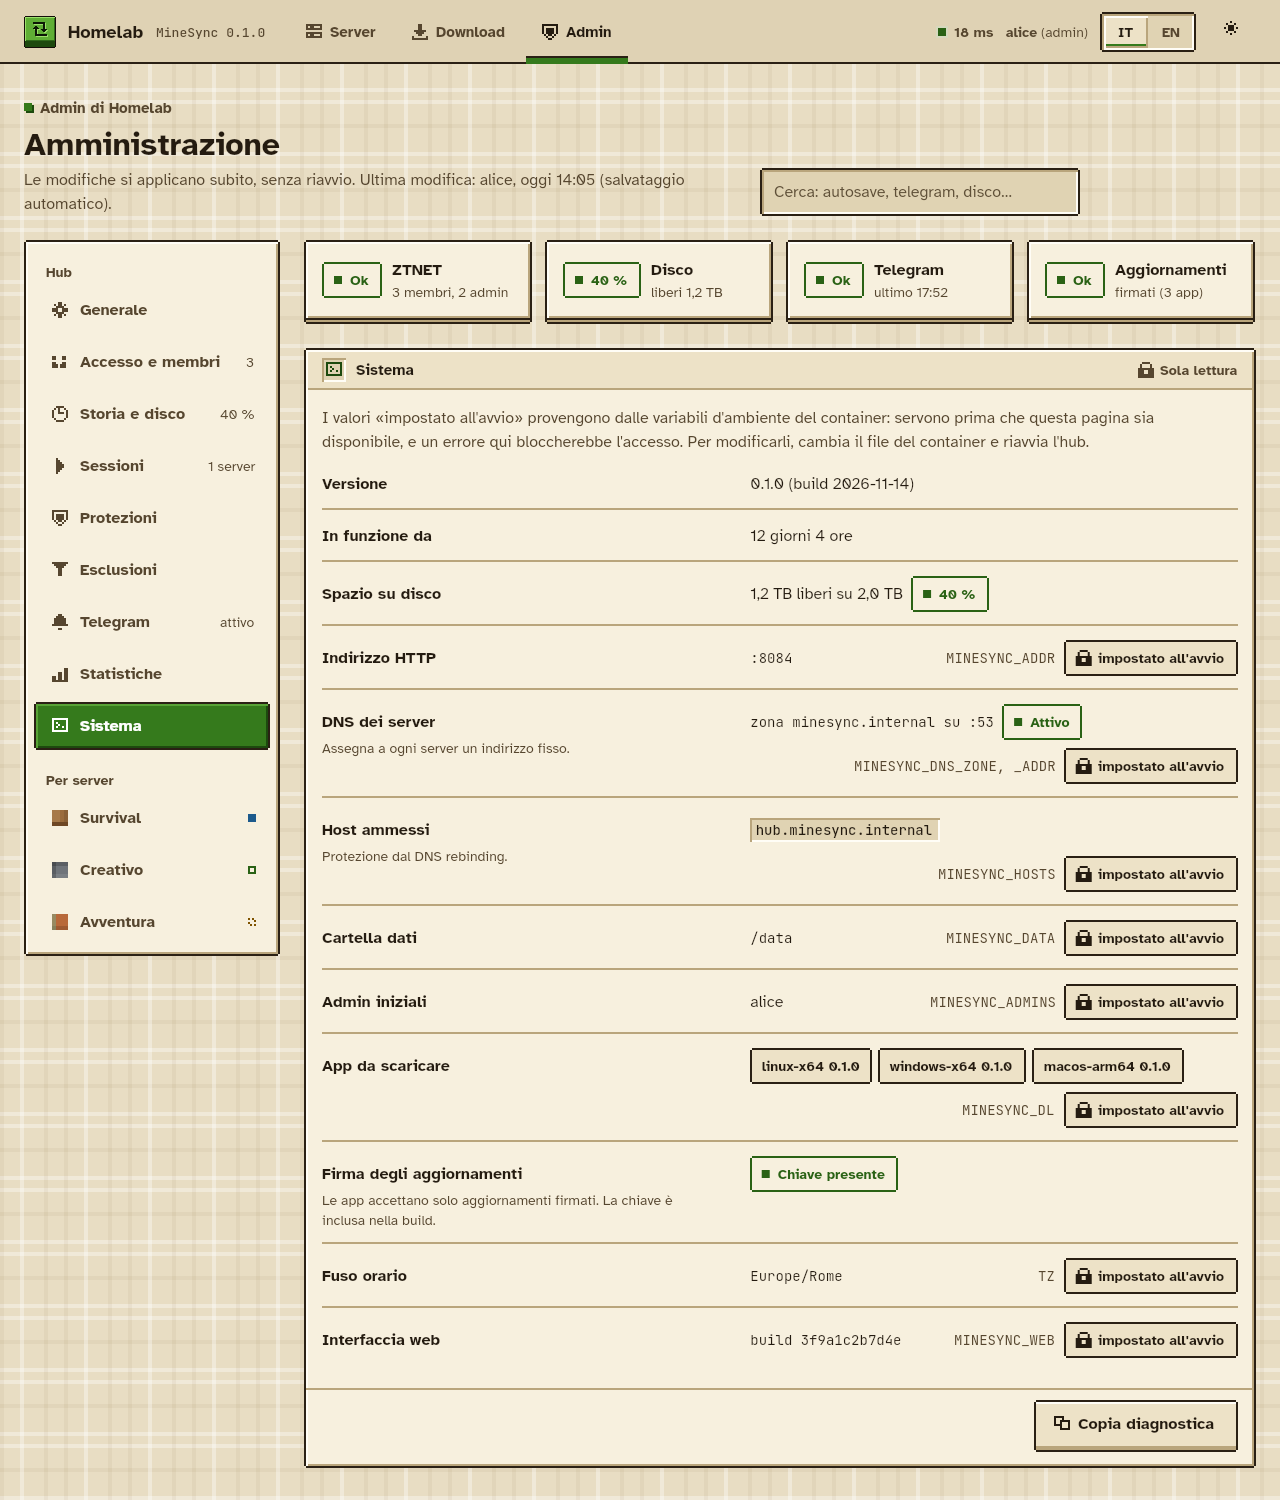 Homelab MineSync 0.1.0 Server Download Admin 18 ms alice (admin) IT EN
Admin di Homelab
Amministrazione
Le modifiche si applicano subito, senza riavvio. Ultima modifica: alice, oggi 14:05 (salvataggio
automatico).
Cerca: autosave, telegram, disco...
Hub
Generale
Accesso e membri 3
Storia e disco 40 %
Sessioni 1 server
Protezioni
Esclusioni
Telegram attivo
Statistiche
Sistema
Per server
Survival
Creativo
Avventura
Ok ZTNET
3 membri, 2 admin
40 % Disco
liberi 1,2 TB
Ok Telegram
ultimo 17:52
Ok Aggiornamenti
firmati (3 app)
Sistema Sola lettura
I valori «impostato all'avvio» provengono dalle variabili d'ambiente del container: servono prima che questa pagina sia
disponibile, e un errore qui bloccherebbe l'accesso. Per modificarli, cambia il file del container e riavvia l'hub.
Versione 0.1.0 (build 2026-11-14)
In funzione da 12 giorni 4 ore
Spazio su disco 1,2 TB liberi su 2,0 TB 40 %
Indirizzo HTTP :8084 MINESYNC_ADDR impostato all'avvio
DNS dei server zona minesync.internal su :53 Attivo
Assegna a ogni server un indirizzo fisso.
MINESYNC_DNS_ZONE, _ADDR impostato all'avvio
Host ammessi hub.minesync.internal
Protezione dal DNS rebinding.
MINESYNC_HOSTS impostato all'avvio
Cartella dati /data MINESYNC_DATA impostato all'avvio
Admin iniziali alice MINESYNC_ADMINS impostato all'avvio
App da scaricare linux-x64 0.1.0 windows-x64 0.1.0 macos-arm64 0.1.0
MINESYNC_DL impostato all'avvio
Firma degli aggiornamenti Chiave presente
Le app accettano solo aggiornamenti firmati. La chiave è
inclusa nella build.
Fuso orario Europe/Rome TZ impostato all'avvio
Interfaccia web build 3f9a1c2b7d4e MINESYNC_WEB impostato all'avvio
Copia diagnostica